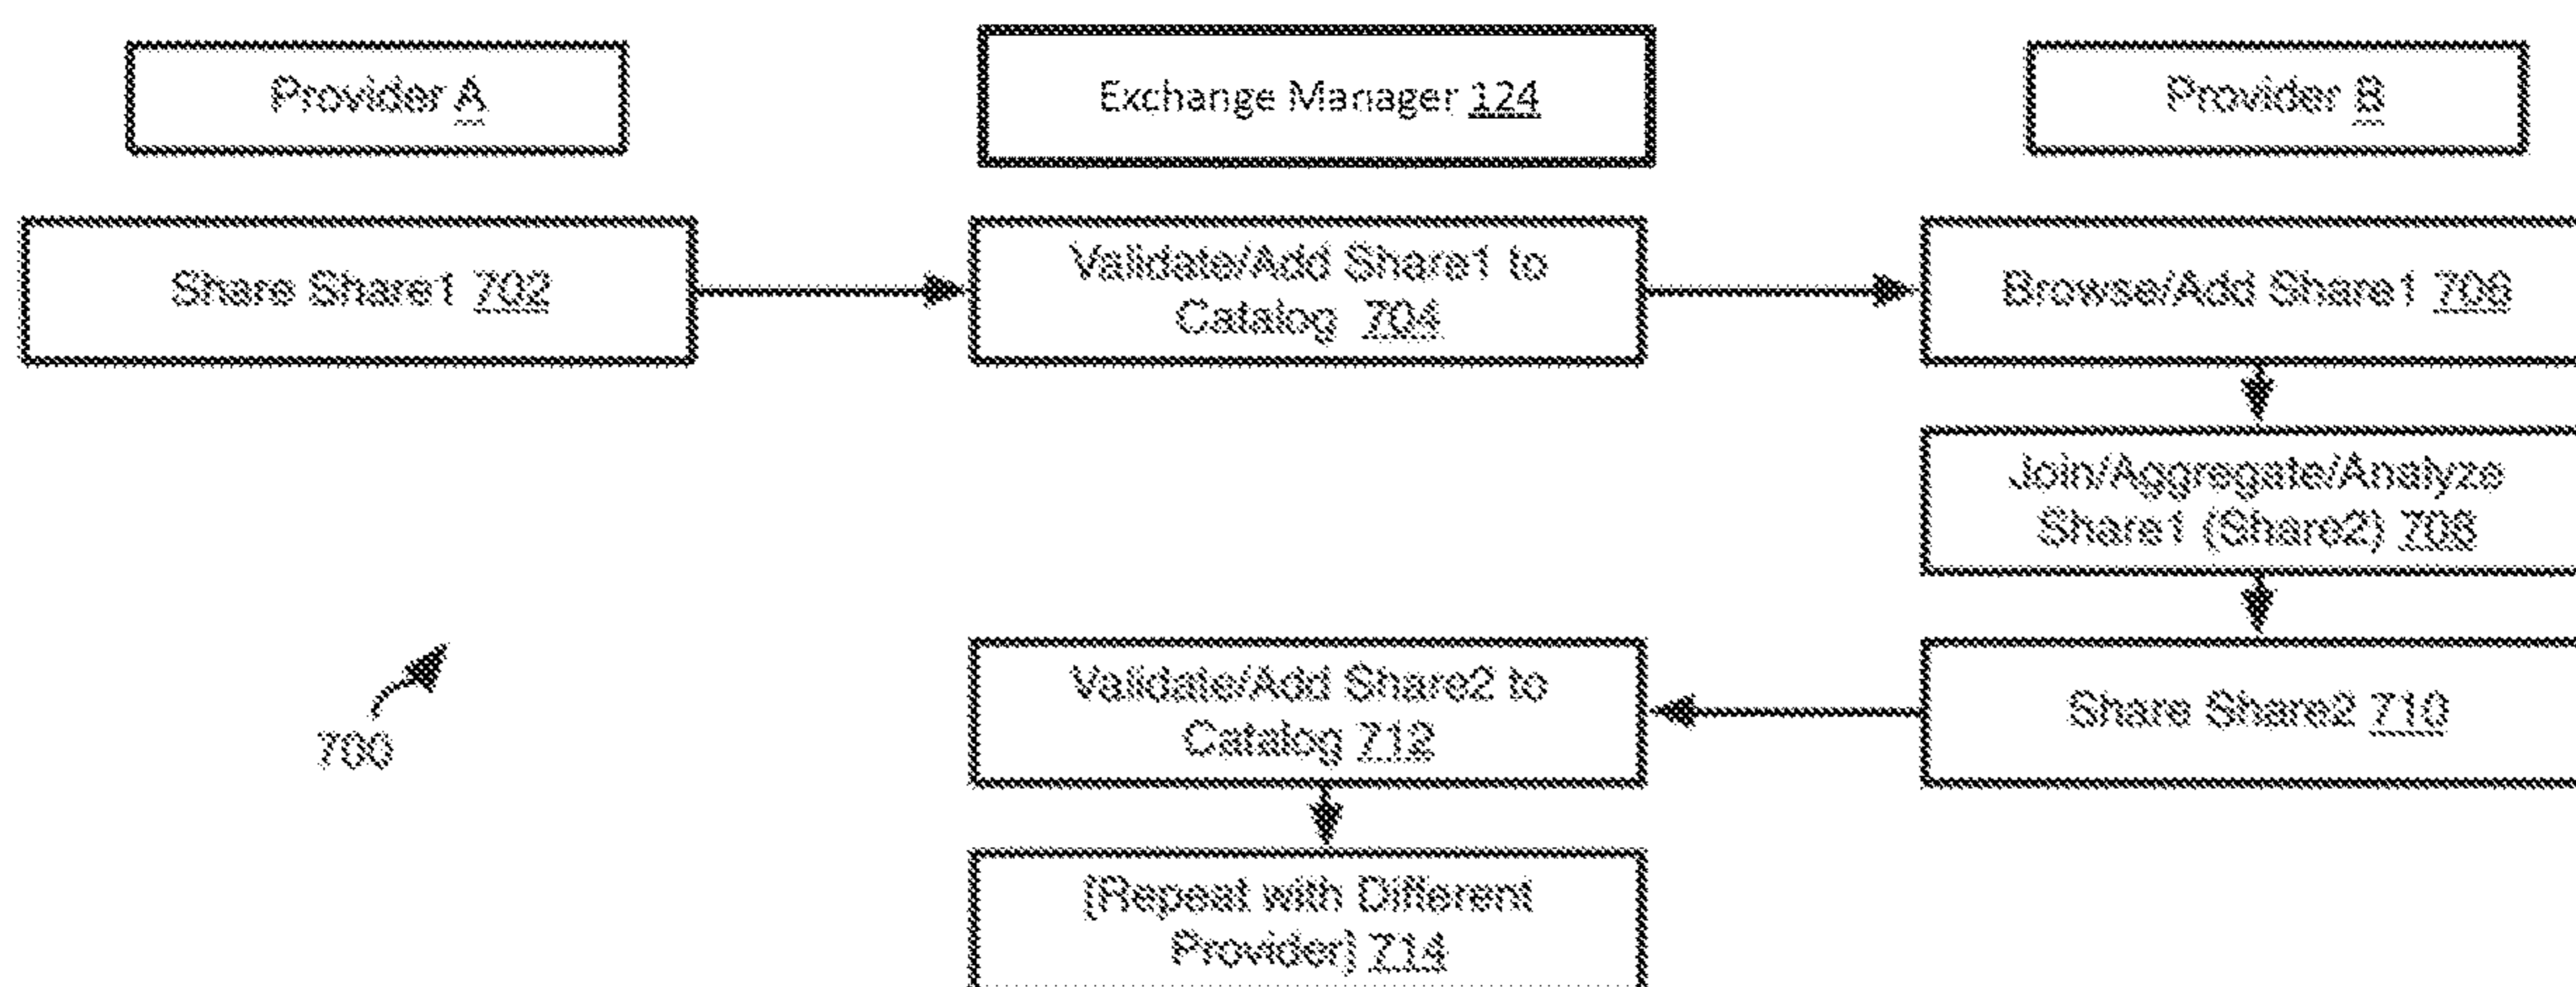 Provider A
Exchange Manager 124
Provider B
Share Share1 702
Validate/Add Share1 to
Catalog 704
Browse/Add Share1 706
Join/Aggregate/Analyze
Share1 (Share2) 708
Validate/Add Share2 to
Catalog 712
Share Share2 710
700
[Repeat with Different
Provider] 714